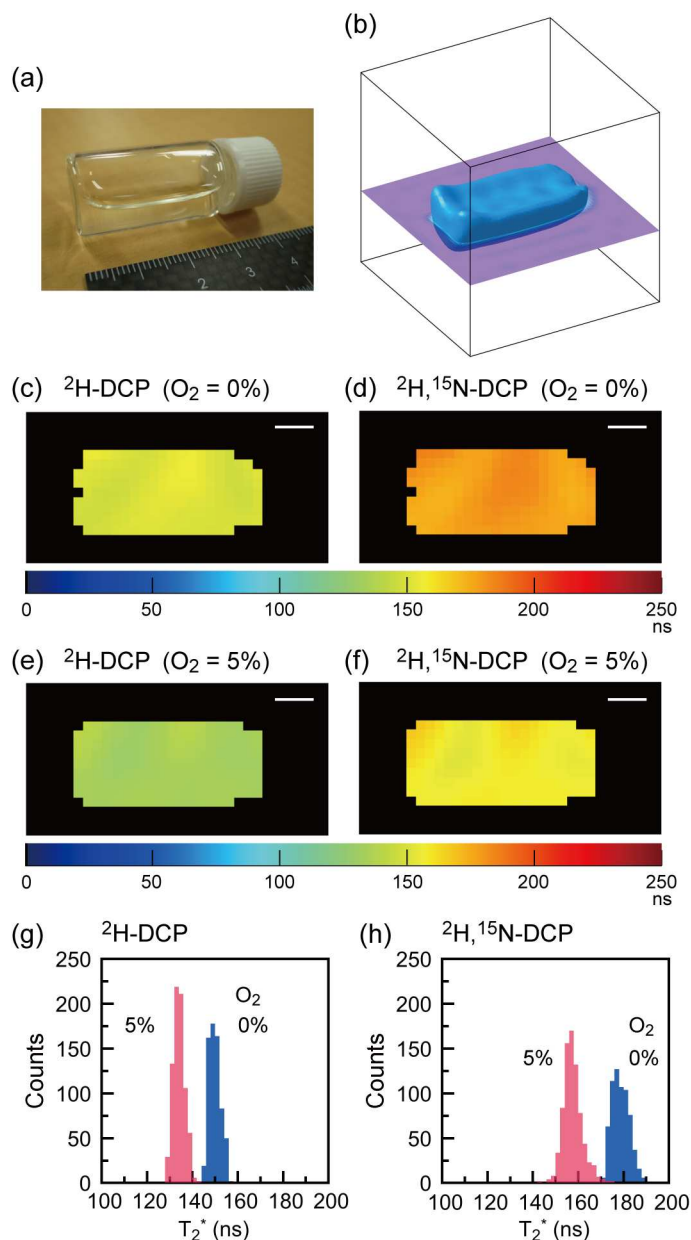 (a)
(b)
2 3 4
(c) ²H-DCP (O₂ = 0%)
(d) ²H,¹⁵N-DCP (O₂ = 0%)
0 50 100 150 200 250
ns
(e) ²H-DCP (O₂ = 5%)
(f) ²H,¹⁵N-DCP (O₂ = 5%)
0 50 100 150 200 250
ns
(g) ²H-DCP
250
200
150
100
50
0
Counts
5%
O₂
0%
100 120 140 160 180 200
T₂* (ns)
(h) ²H,¹⁵N-DCP
250
200
150
100
50
0
Counts
5%
O₂
0%
100 120 140 160 180 200
T₂* (ns)